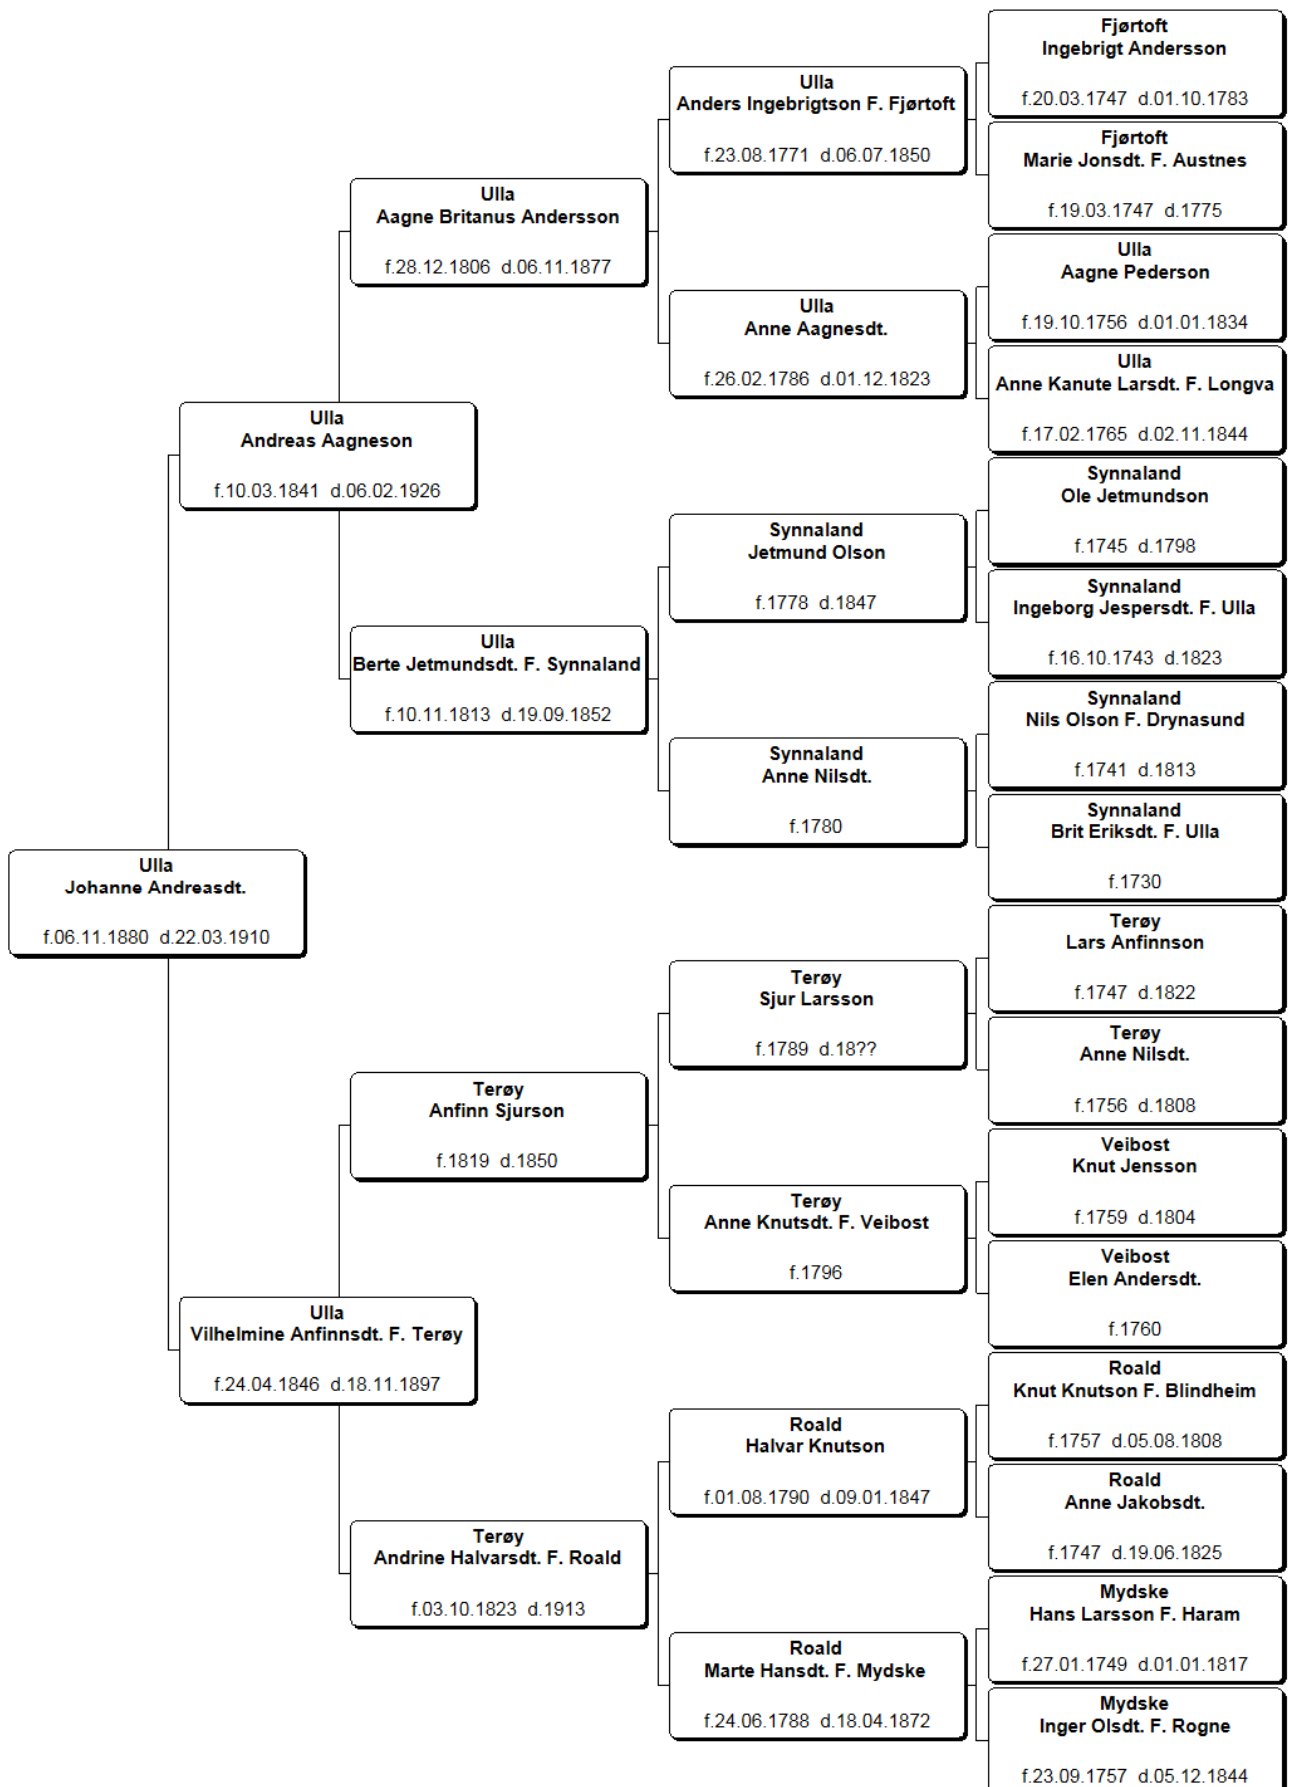 Fjørtoft
Ingebrigt Andersson
f.20.03.1747 d.01.10.1783
Ulla
Anders Ingebrigtson F. Fjørtoft
f.23.08.1771 d.06.07.1850
Fjørtoft
Marie Jonsdt. F. Austnes
f.19.03.1747 d.1775
Ulla
Aagne Britanus Andersson
f.28.12.1806 d.06.11.1877
Ulla
Aagne Pederson
f.19.10.1756 d.01.01.1834
Ulla
Anne Aagnesdt.
f.26.02.1786 d.01.12.1823
Ulla
Anne Kanute Larsdt. F. Longva
f.17.02.1765 d.02.11.1844
Ulla
Andreas Aagneson
f.10.03.1841 d.06.02.1926
Synnaland
Ole Jetmundson
f.1745 d.1798
Synnaland
Jetmund Olson
f.1778 d.1847
Synnaland
Ingeborg Jespersdt. F. Ulla
f.16.10.1743 d.1823
Ulla
Berte Jetmundsdt. F. Synnaland
f.10.11.1813 d.19.09.1852
Synnaland
Nils Olson F. Drynasund
f.1741 d.1813
Synnaland
Anne Nilsdt.
f.1780
Synnaland
Brit Eriksdt. F. Ulla
f.1730
Ulla
Johanne Andreasdt.
f.06.11.1880 d.22.03.1910
Terøy
Lars Anfinnson
f.1747 d.1822
Terøy
Sjur Larsson
f.1789 d.18??
Terøy
Anne Nilsdt.
f.1756 d.1808
Terøy
Anfinn Sjurson
f.1819 d.1850
Veibost
Knut Jensson
f.1759 d.1804
Terøy
Anne Knutsdt. F. Veibost
f.1796
Veibost
Elen Andersdt.
f.1760
Ulla
Vilhelmine Anfinnsdt. F. Terøy
f.24.04.1846 d.18.11.1897
Roald
Knut Knutson F. Blindheim
f.1757 d.05.08.1808
Roald
Halvar Knutson
f.01.08.1790 d.09.01.1847
Roald
Anne Jakobsdt.
f.1747 d.19.06.1825
Terøy
Andrine Halvarsdt. F. Roald
f.03.10.1823 d.1913
Mydske
Hans Larsson F. Haram
f.27.01.1749 d.01.01.1817
Roald
Marte Hansdt. F. Mydske
f.24.06.1788 d.18.04.1872
Mydske
Inger Olsdt. F. Rogne
f.23.09.1757 d.05.12.1844